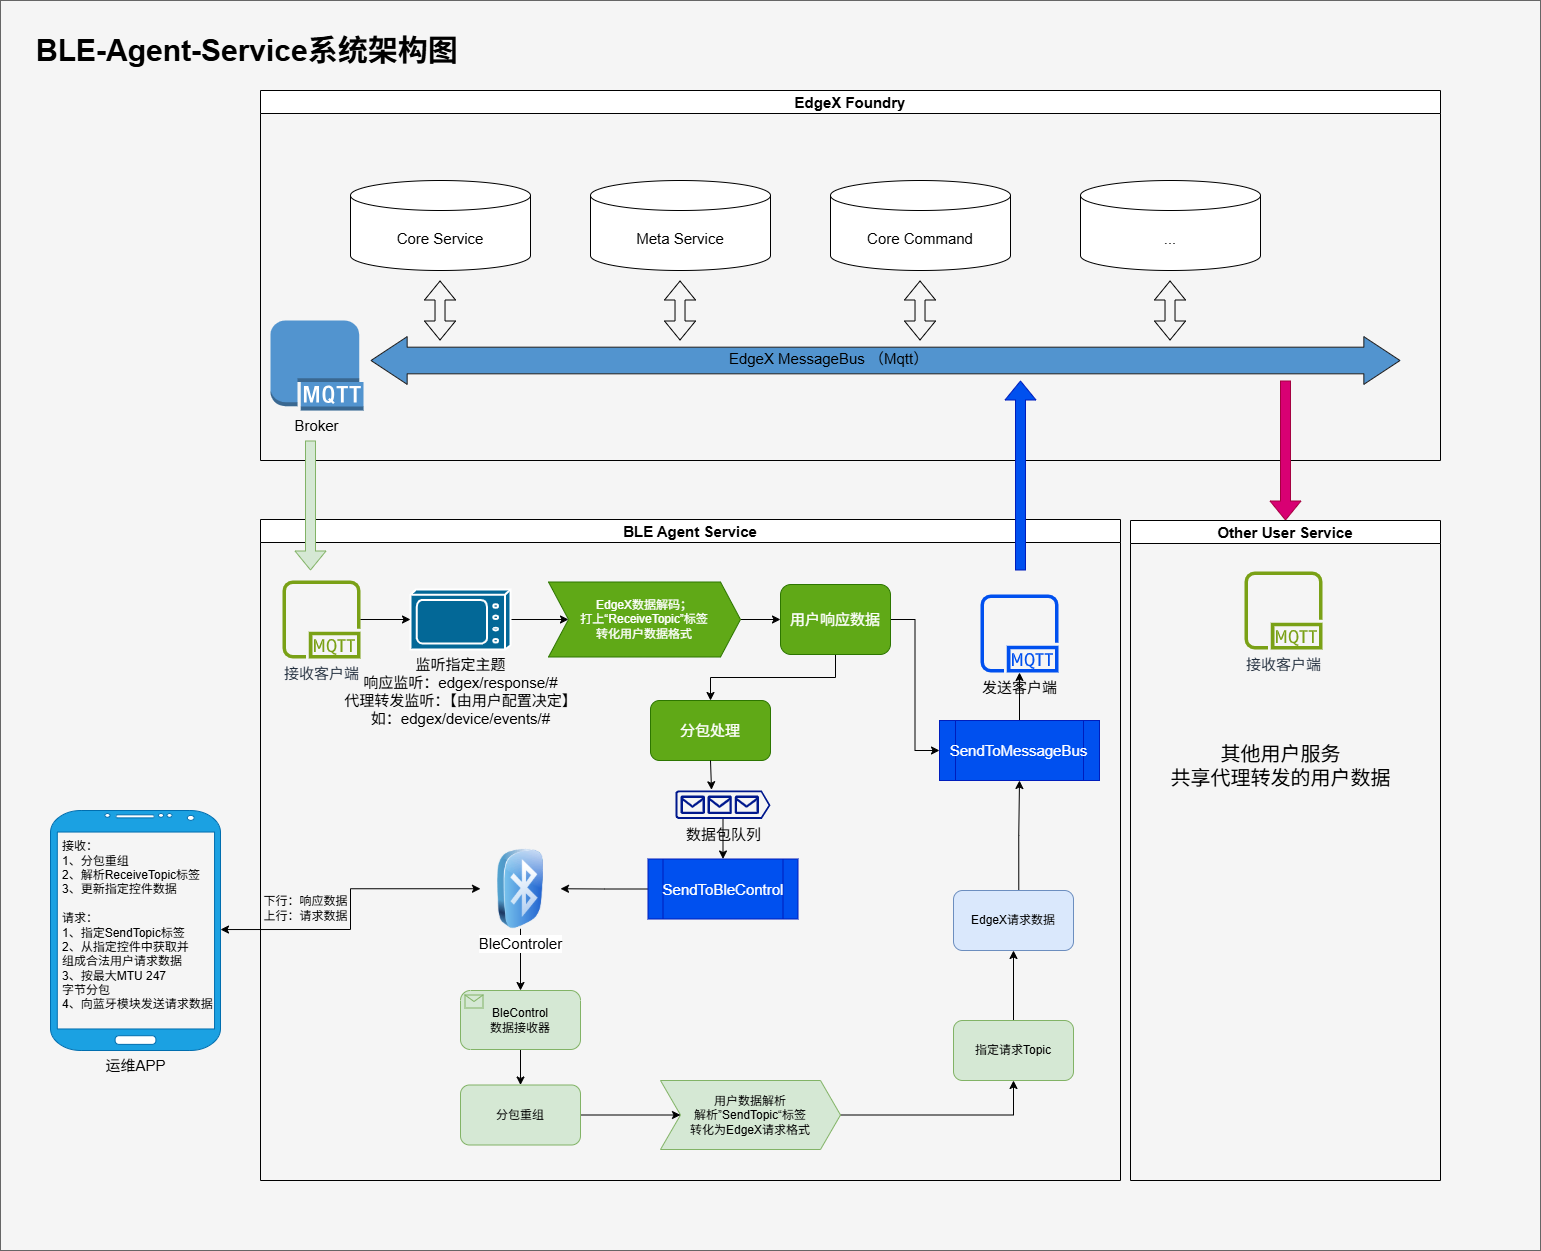 BLE-Agent-Service系统架构图
EdgeX Foundry
Core Service
Meta Service
Core Command
...
EdgeX MessageBus （Mqtt）
MQTT
Broker
BLE Agent Service
MQTT
接收客户端
监听指定主题
响应监听：edgex/response/#
代理转发监听：【由用户配置决定】
如：edgex/device/events/#
EdgeX数据解码；
打上“ReceiveTopic”标签
转化用户数据格式
用户响应数据
分包处理
数据包队列
SendToBleControl
MQTT
发送客户端
SendToMessageBus
EdgeX请求数据
指定请求Topic
BleControler
BleControl
数据接收器
分包重组
用户数据解析
解析”SendTopic“标签
转化为EdgeX请求格式
下行：响应数据
上行：请求数据
接收：
1、分包重组
2、解析ReceiveTopic标签
3、更新指定控件数据
请求：
1、指定SendTopic标签
2、从指定控件中获取并
组成合法用户请求数据
3、按最大MTU 247
字节分包
4、向蓝牙模块发送请求数据
运维APP
Other User Service
MQTT
接收客户端
其他用户服务
共享代理转发的用户数据